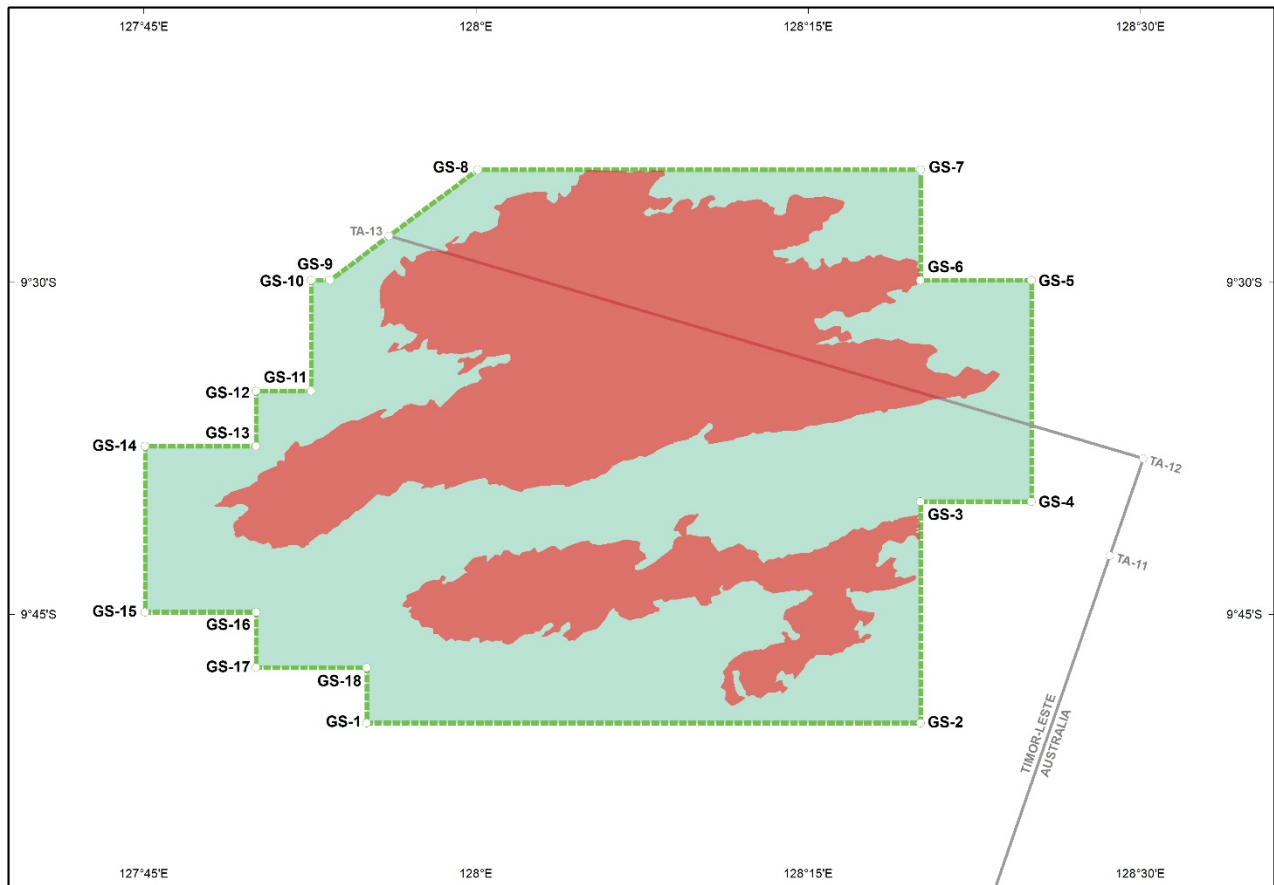 127°45'E
128°E
128°15'E
128°30'E
GS-8
GS-7
TA-13
GS-9
GS-10
GS-6
GS-5
9°30'S
9°30'S
GS-11
GS-12
GS-13
GS-14
TA-12
GS-3
GS-4
TA-11
9°45'S
GS-15
GS-16
9°45'S
GS-17
GS-18
GS-1
GS-2
TIMOR-LESTE
AUSTRALIA
127°45'E
128°E
128°15'E
128°30'E